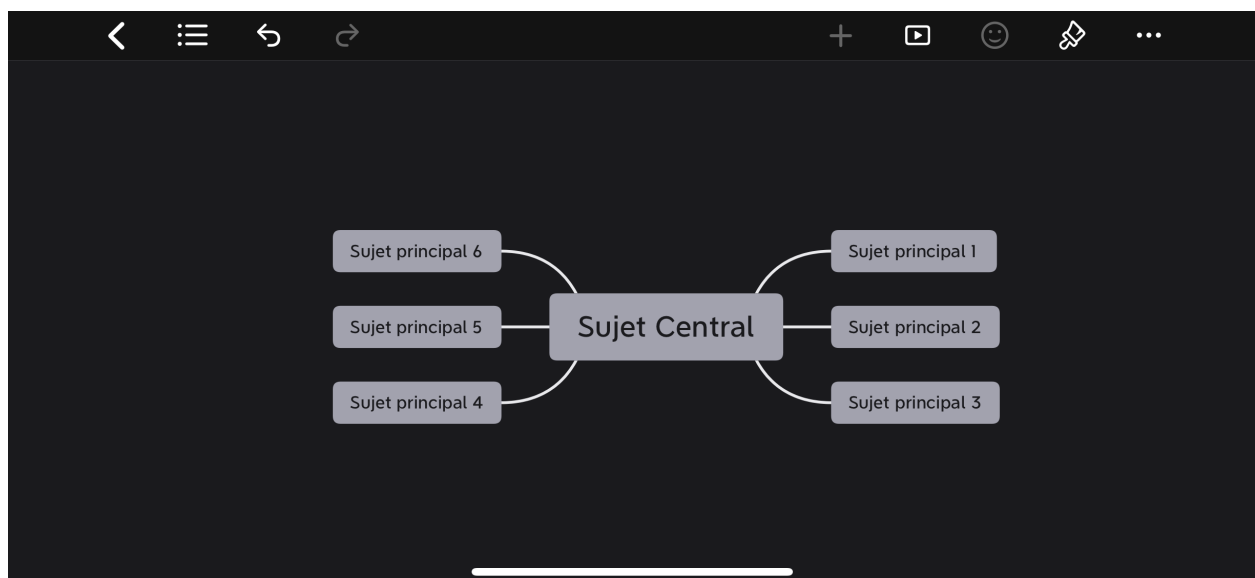 Sujet principal 6
Sujet principal 1
Sujet principal 5
Sujet Central
Sujet principal 2
Sujet principal 4
Sujet principal 3